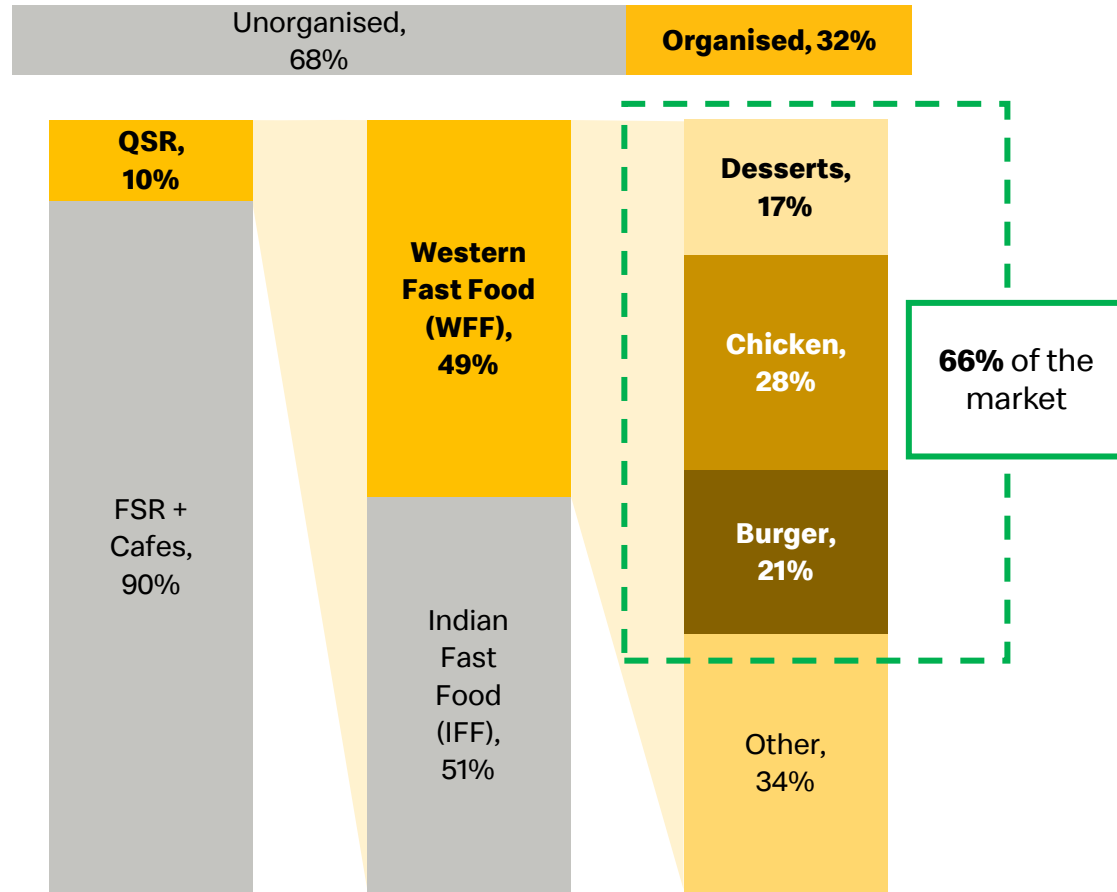 Unorganised,
68%
Organised, 32%
QSR,
10%
FSR +
Cafes,
90%
Western
Fast Food
(WFF),
49%
Indian
Fast
Food
(IFF),
51%
Desserts,
17%
Chicken,
28%
Burger,
21%
Other,
34%
66% of the
market